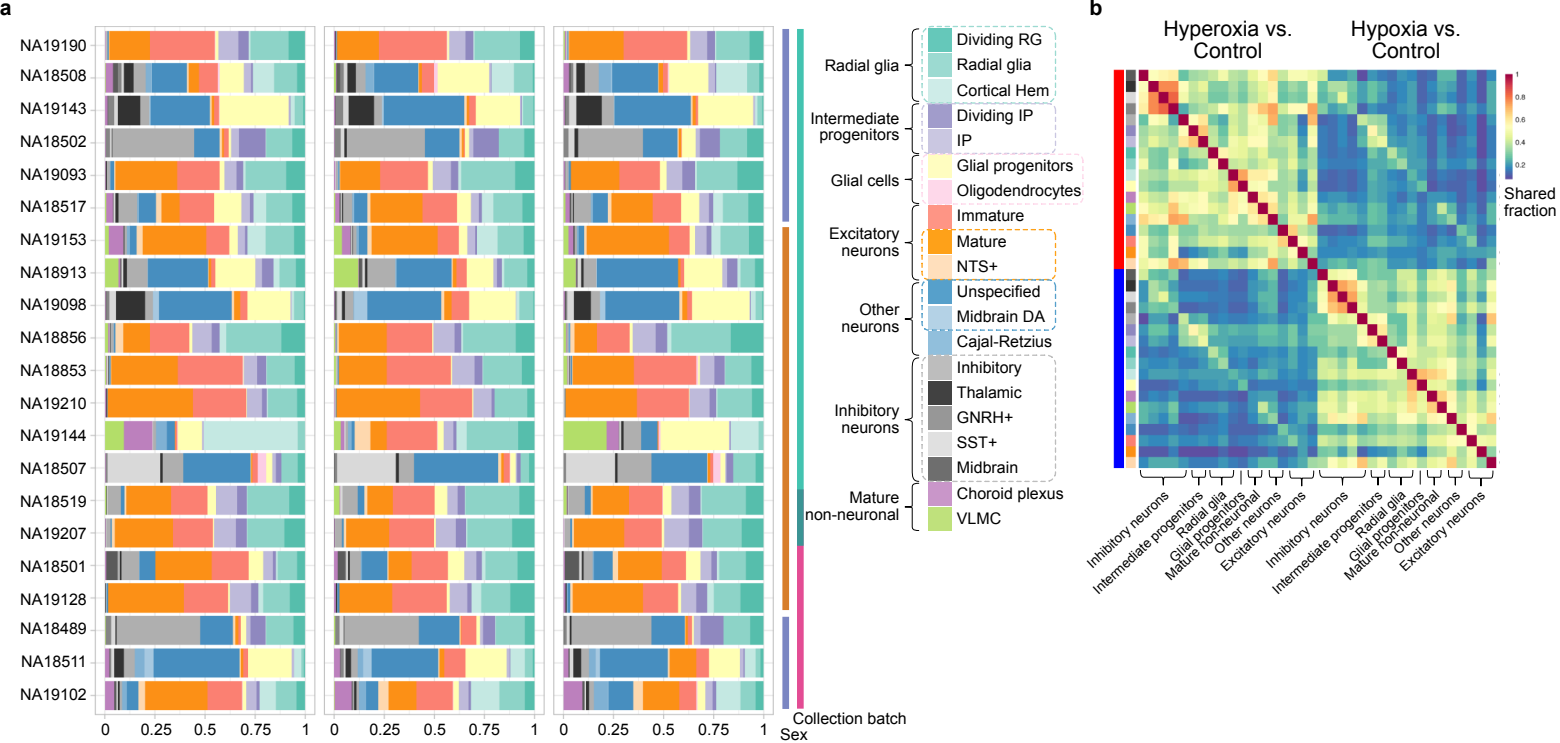 a
NA19190
NA18508
NA19143
NA18502
NA19093
NA18517
NA19153
NA18913
NA19098
NA18856
NA18853
NA19210
NA19144
NA18507
NA18519
NA19207
NA18501
NA19128
NA18489
NA18511
NA19102
0 0.25 0.5 0.75 1
0 0.25 0.5 0.75 1
0 0.25 0.5 0.75 1
Sex
Collection batch
Radial glia
Dividing RG
Radial glia
Cortical Hem
Intermediate
progenitors
Dividing IP
IP
Glial cells
Glial progenitors
Oligodendrocytes
Excitatory
neurons
Immature
Mature
NTS+
Other
neurons
Unspecified
Midbrain DA
Cajal-Retzius
Inhibitory
neurons
Inhibitory
Thalamic
GNRH+
SST+
Midbrain
Mature
non-neuronal
Choroid plexus
VLMC
b
Hyperoxia vs.
Control
Hypoxia vs.
Control
1
0.8
0.6
0.4
0.2
Shared
fraction
Inhibitory neurons
Intermediate progenitors
Radial glia
Glial progenitors
Mature non-neuronal
Other neurons
Excitatory neurons
Inhibitory neurons
Intermediate progenitors
Radial glia
Glial progenitors
Mature non-neuronal
Other neurons
Excitatory neurons